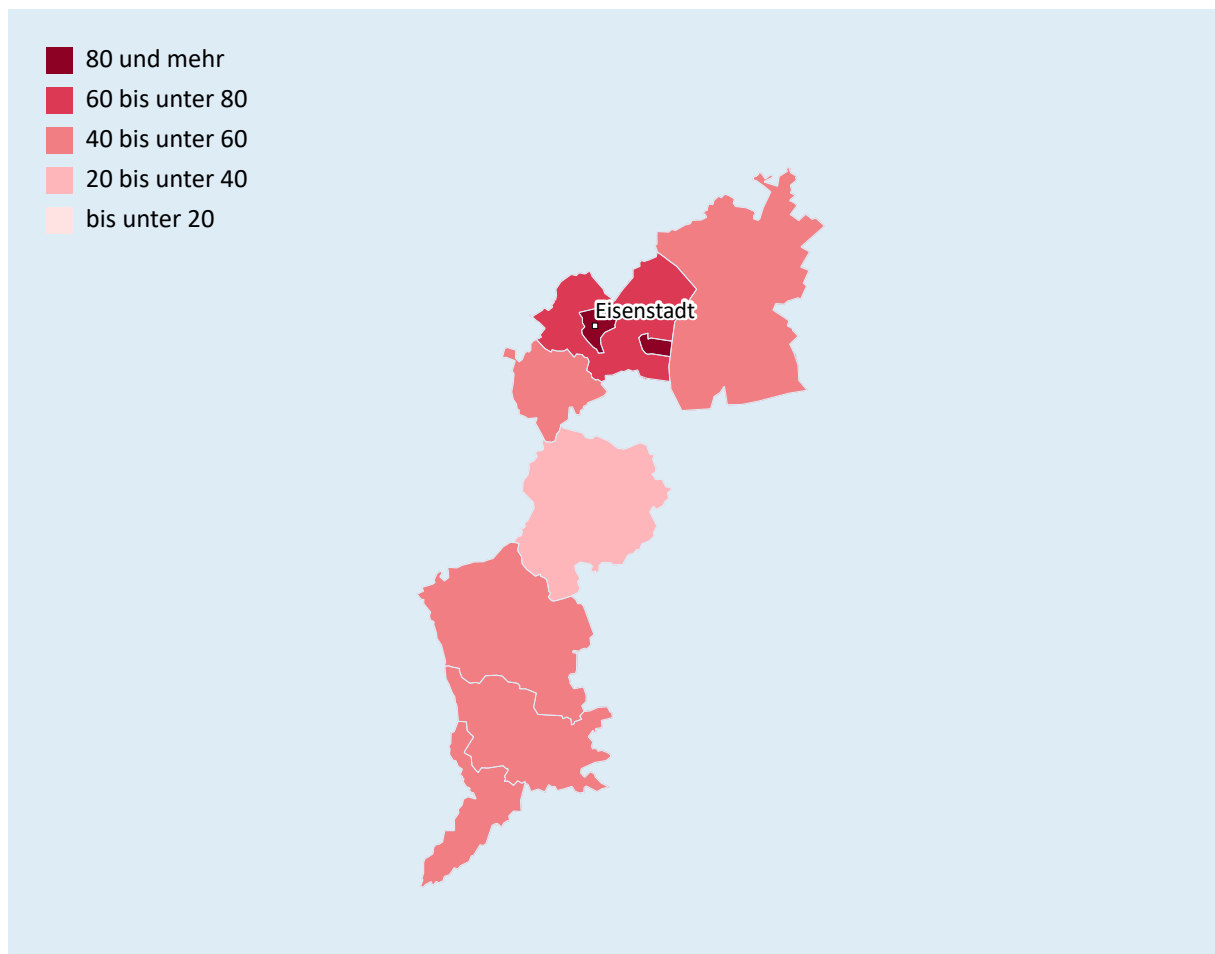 80 und mehr
60 bis unter 80
40 bis unter 60
20 bis unter 40
bis unter 20
Eisenstadt